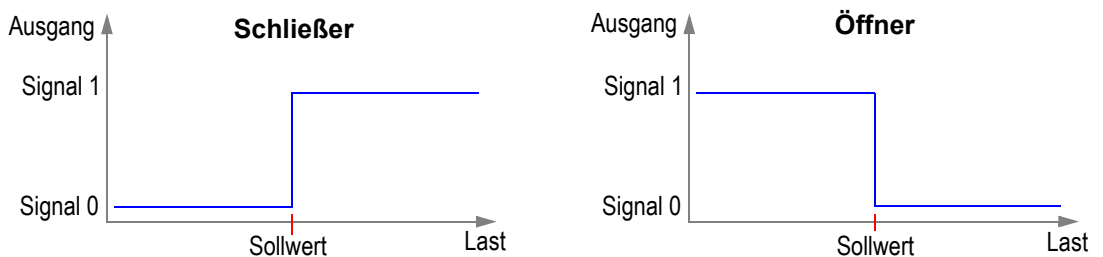 Ausgang
Schließer
Signal 1
Signal 0
Sollwert
Last
Ausgang
Öffner
Signal 1
Signal 0
Sollwert
Last